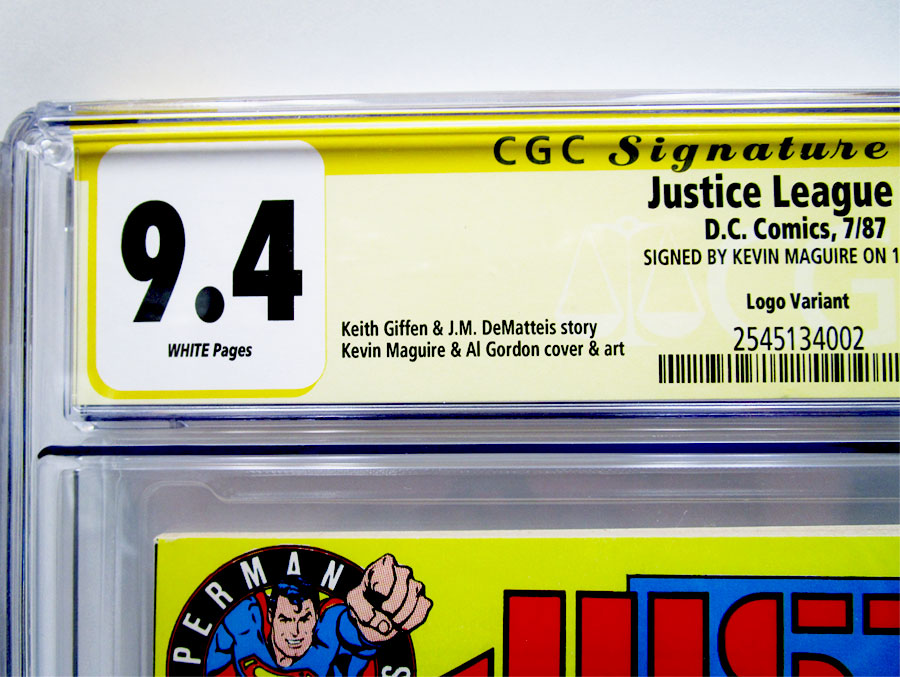 CGC Signature
9.4
WHITE Pages
Justice League
D.C. Comics, 7/87
SIGNED BY KEVIN MAGUIRE ON 1
Logo Variant
2545134002
Keith Giffen & J.M. DeMatteis story
Kevin Maguire & Al Gordon cover & art
PERMAN
S
JUST